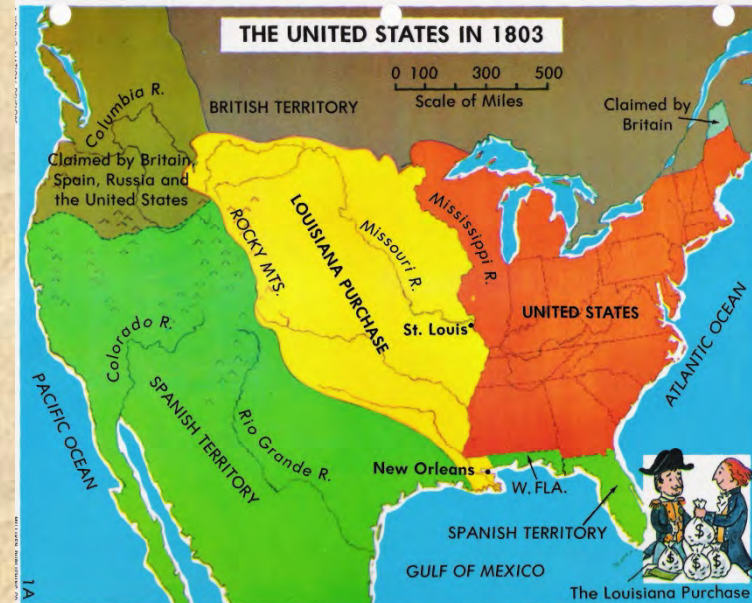 THE UNITED STATES IN 1803
0 100 300 500
Scale of Miles
BRITISH TERRITORY
Claimed by
Britain
Columbia R.
Claimed by Britain
Spain, Russia and
the United States
ROCKY MTS.
LOUISIANA PURCHASE
Missouri R.
Mississippi R.
St. Louis
UNITED STATES
ATLANTIC OCEAN
PACIFIC OCEAN
Colorado R.
SPANISH TERRITORY
Rio Grande R.
New Orleans
W. FLA.
SPANISH TERRITORY
GULF OF MEXICO
$ $
$ $ $
The Louisiana Purchase
1A